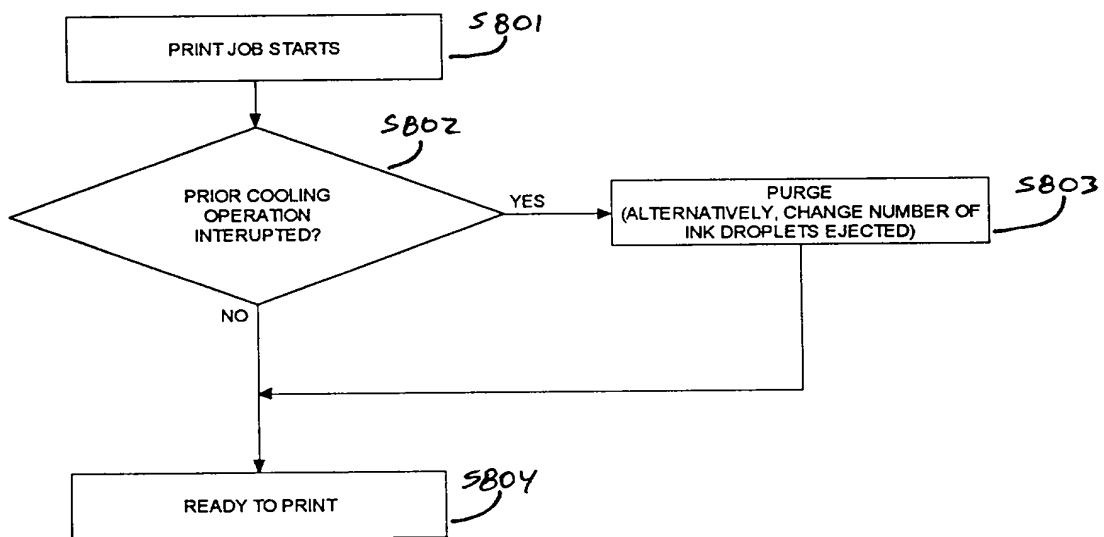 S801
PRINT JOB STARTS
S802
PRIOR COOLING
OPERATION
INTERUPTED?
YES
PURGE
(ALTERNATIVELY, CHANGE NUMBER OF
INK DROPLETS EJECTED)
S803
NO
S804
READY TO PRINT